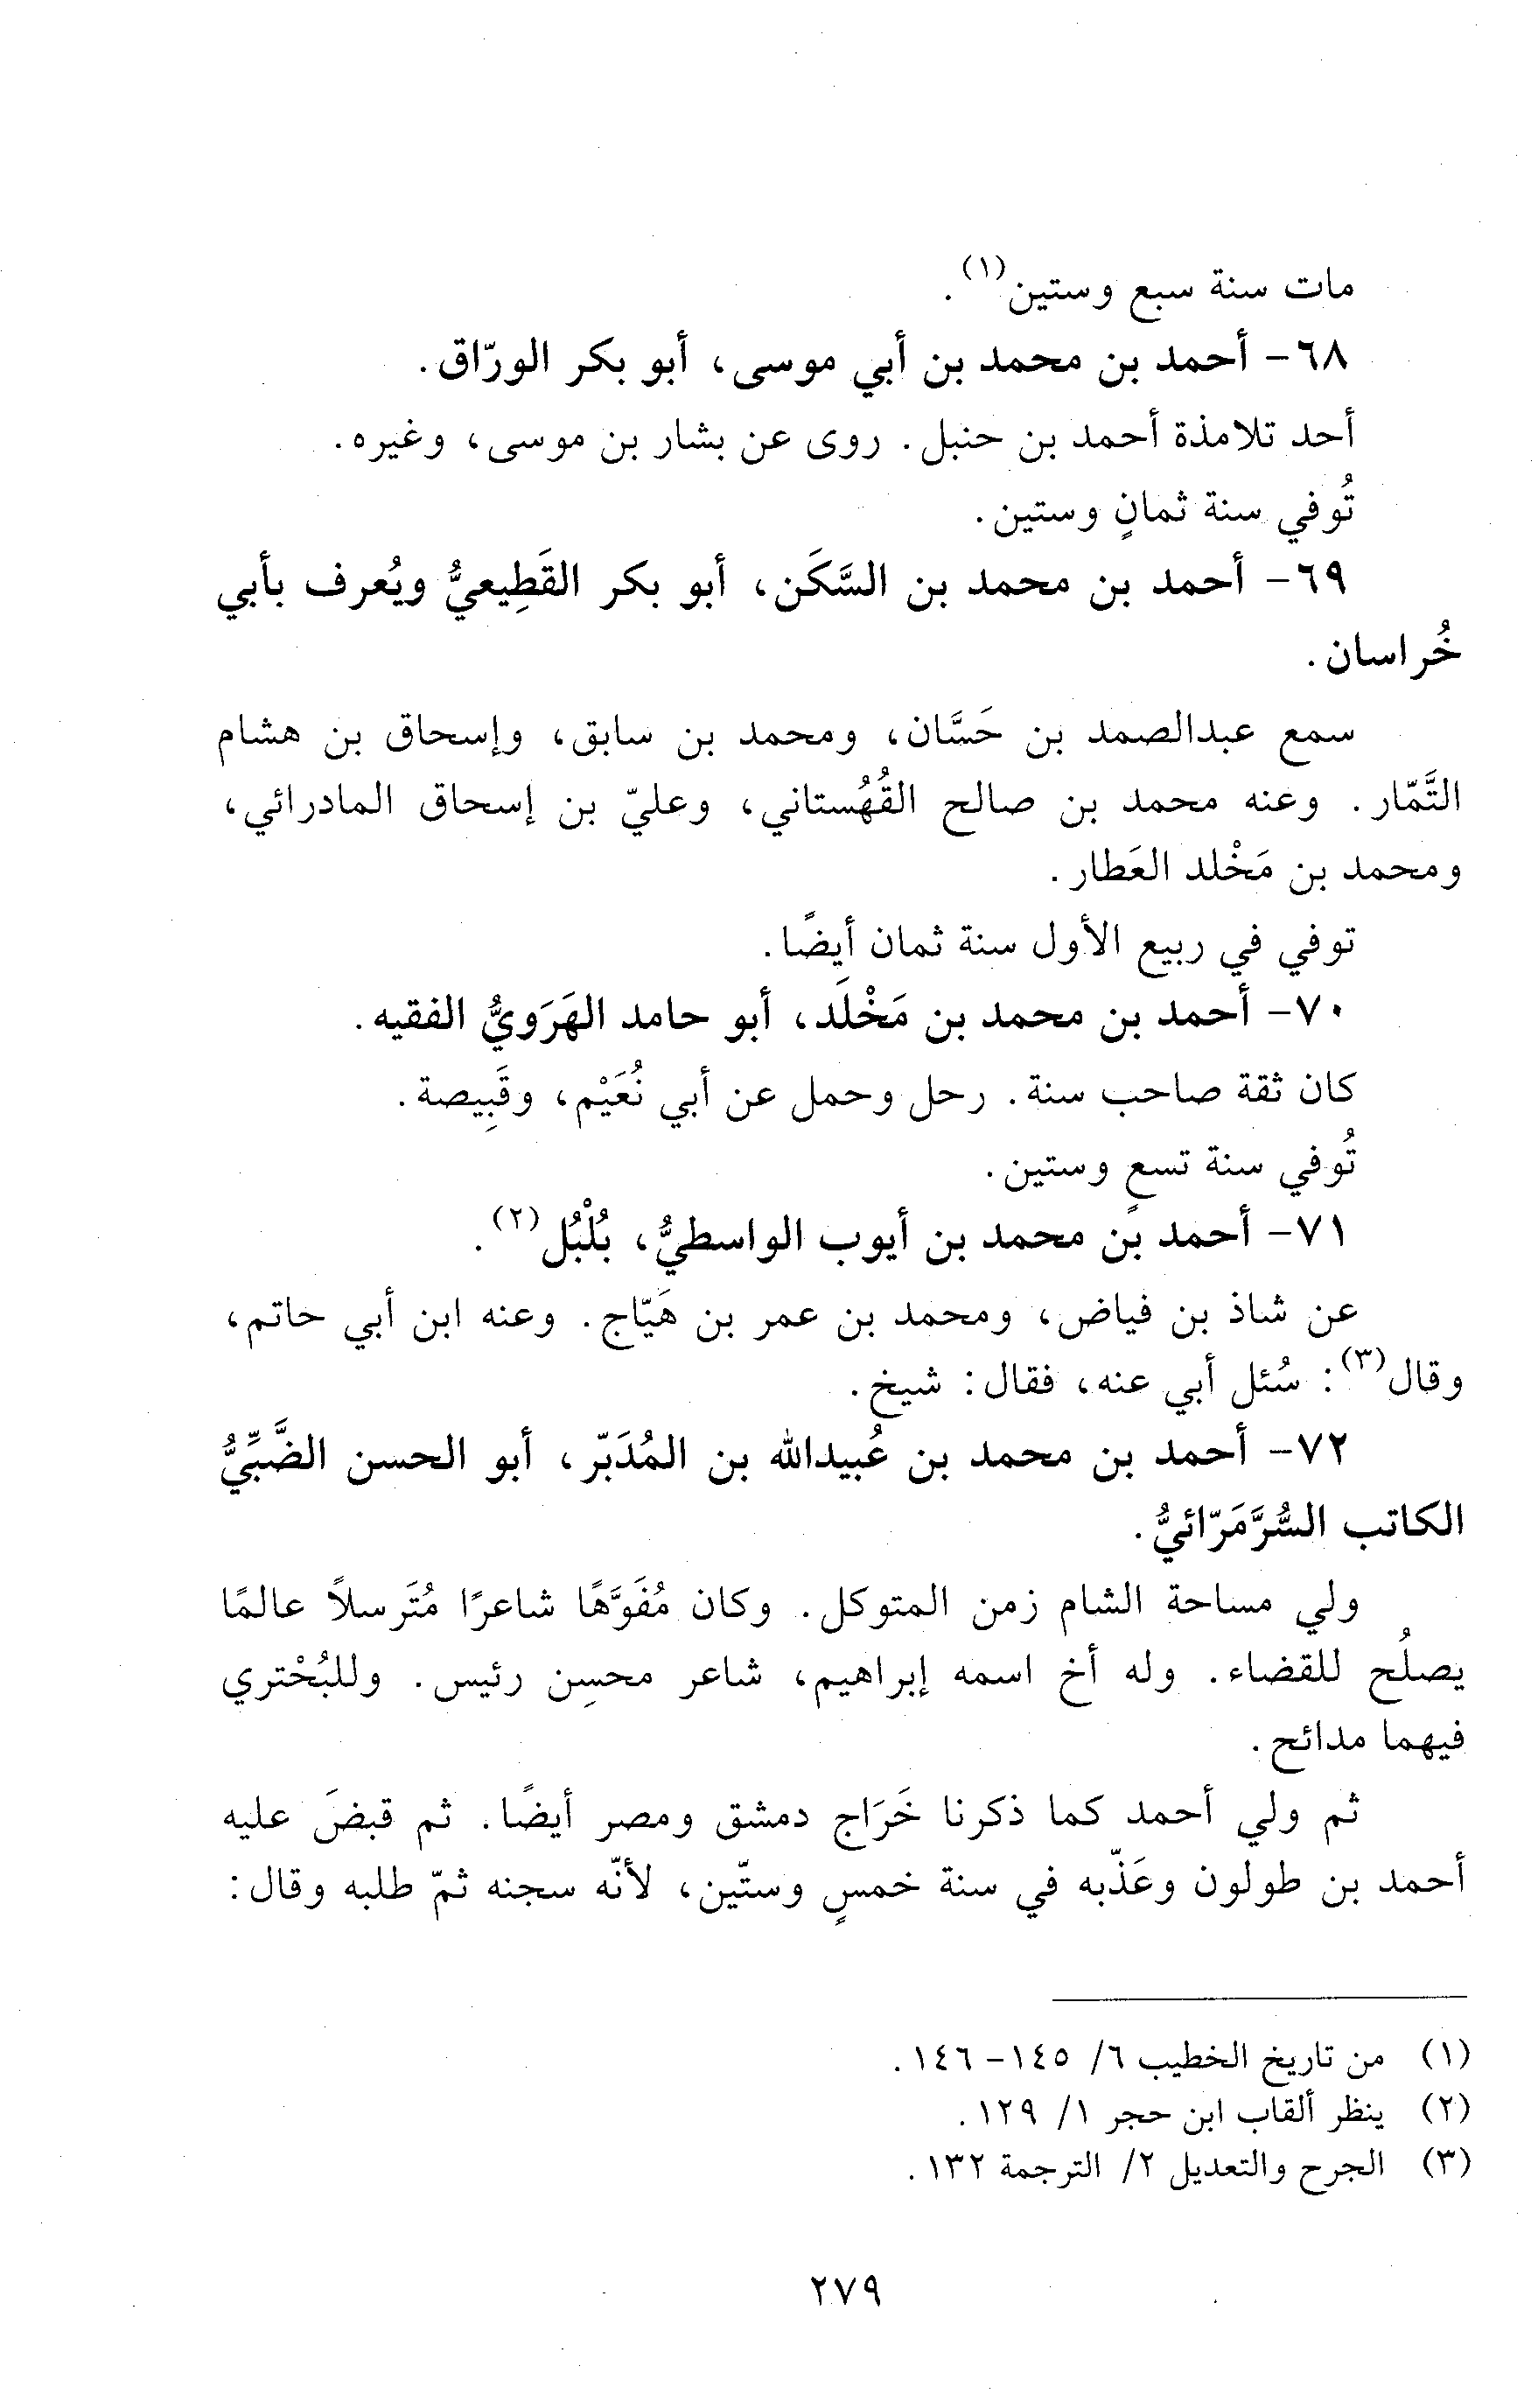 مات سنة سبع وستين(١).
٦٨- أحمد بن محمد بن أبي موسى، أبو بكر الورّاق.
أحد تلامذة أحمد بن حنبل. روى عن بشار بن موسى، وغيره.
تُوفي سنة ثمانٍ وستين.
٦٩- أحمد بن محمد بن السَّكَن، أبو بكر القَطِيعيُّ ويُعرف بأبي
خُراسان.
سمع عبدالصمد بن حَسَّان، ومحمد بن سابق، وإسحاق بن هشام
التَّمّار. وعنه محمد بن صالح القُهُستاني، وعليّ بن إسحاق المادرائي،
ومحمد بن مَخْلد العَطار.
توفي في ربيع الأول سنة ثمان أيضًا.
٧٠- أحمد بن محمد بن مَخْلَد، أبو حامد الهَرَويُّ الفقيه.
كان ثقة صاحب سنة. رحل وحمل عن أبي نُعَيْم، وقَبِيصة.
تُوفي سنة تسعٍ وستين.
٧١- أحمد بن محمد بن أيوب الواسطيُّ، بُلْبُل(٢).
عن شاذ بن فياض، ومحمد بن عمر بن هَيّاج. وعنه ابن أبي حاتم،
وقال(٣): سُئل أبي عنه، فقال: شيخ.
٧٢- أحمد بن محمد بن عُبيدالله بن المُدَبّر، أبو الحسن الضَّبِّيُّ
الكاتب السُّرَّمَرّائيُّ.
ولي مساحة الشام زمن المتوكل. وكان مُفَوَّهًا شاعرًا مُتَرسلاً عالمًا
يصلُح للقضاء. وله أخ اسمه إبراهيم، شاعر محسِن رئيس. وللبُحْتري
فيهما مدائح.
ثم ولي أحمد كما ذكرنا خَرَاج دمشق ومصر أيضًا. ثم قبضَ عليه
أحمد بن طولون وعَذّبه في سنة خمسٍ وستّين، لأنّه سجنه ثمّ طلبه وقال:
(١) من تاريخ الخطيب ٦/ ١٤٥- ١٤٦.
(٢) ينظر ألقاب ابن حجر ١/ ١٢٩.
(٣) الجرح والتعديل ٢/ الترجمة ١٣٢.
٢٧٩